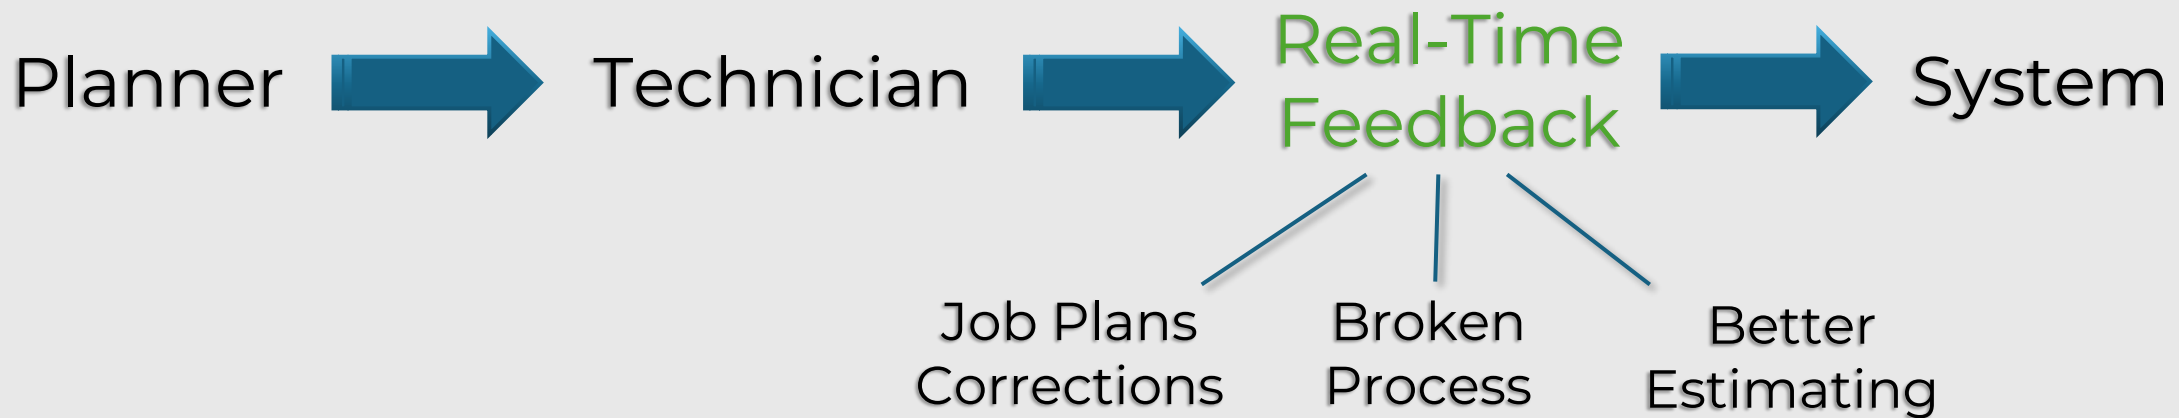 Planner
Technician
Real-Time
Feedback
System
Job Plans
Corrections
Broken
Process
Better
Estimating